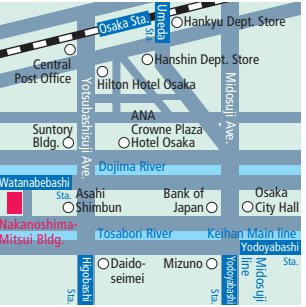 Osaka Sta.
Umeda
Sta.
Hankyu Dept. Store
Central
Post Office
Hanshin Dept. Store
Hilton Hotel Osaka
Yotsubashisuji Ave.
Midosuji Ave.
ANA
Crowne Plaza
Hotel Osaka
Suntory
Bldg.
Dojima River
Watanabebashi
Sta.
Asahi
Shimbun
Bank of
Japan
Osaka
City Hall
Nakanoshima-
Mitsui Bldg.
Tosabori River
Keihan Main line
Yodoyabashi
Sta.
Higobashi
Sta.
Daido-
seimei
Mizuno
Sta.
Yodoyabashi
Midosuji
line